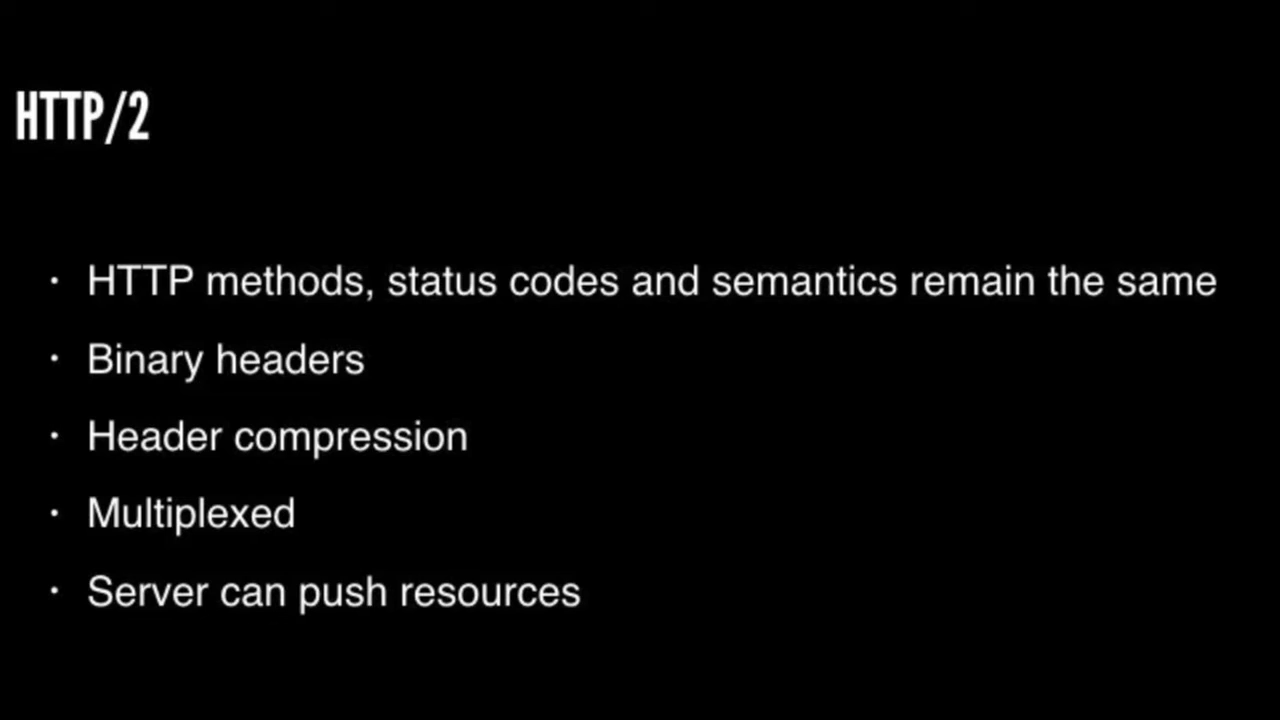 HTTP/2
· HTTP methods, status codes and semantics remain the same
· Binary headers
· Header compression
· Multiplexed
· Server can push resources